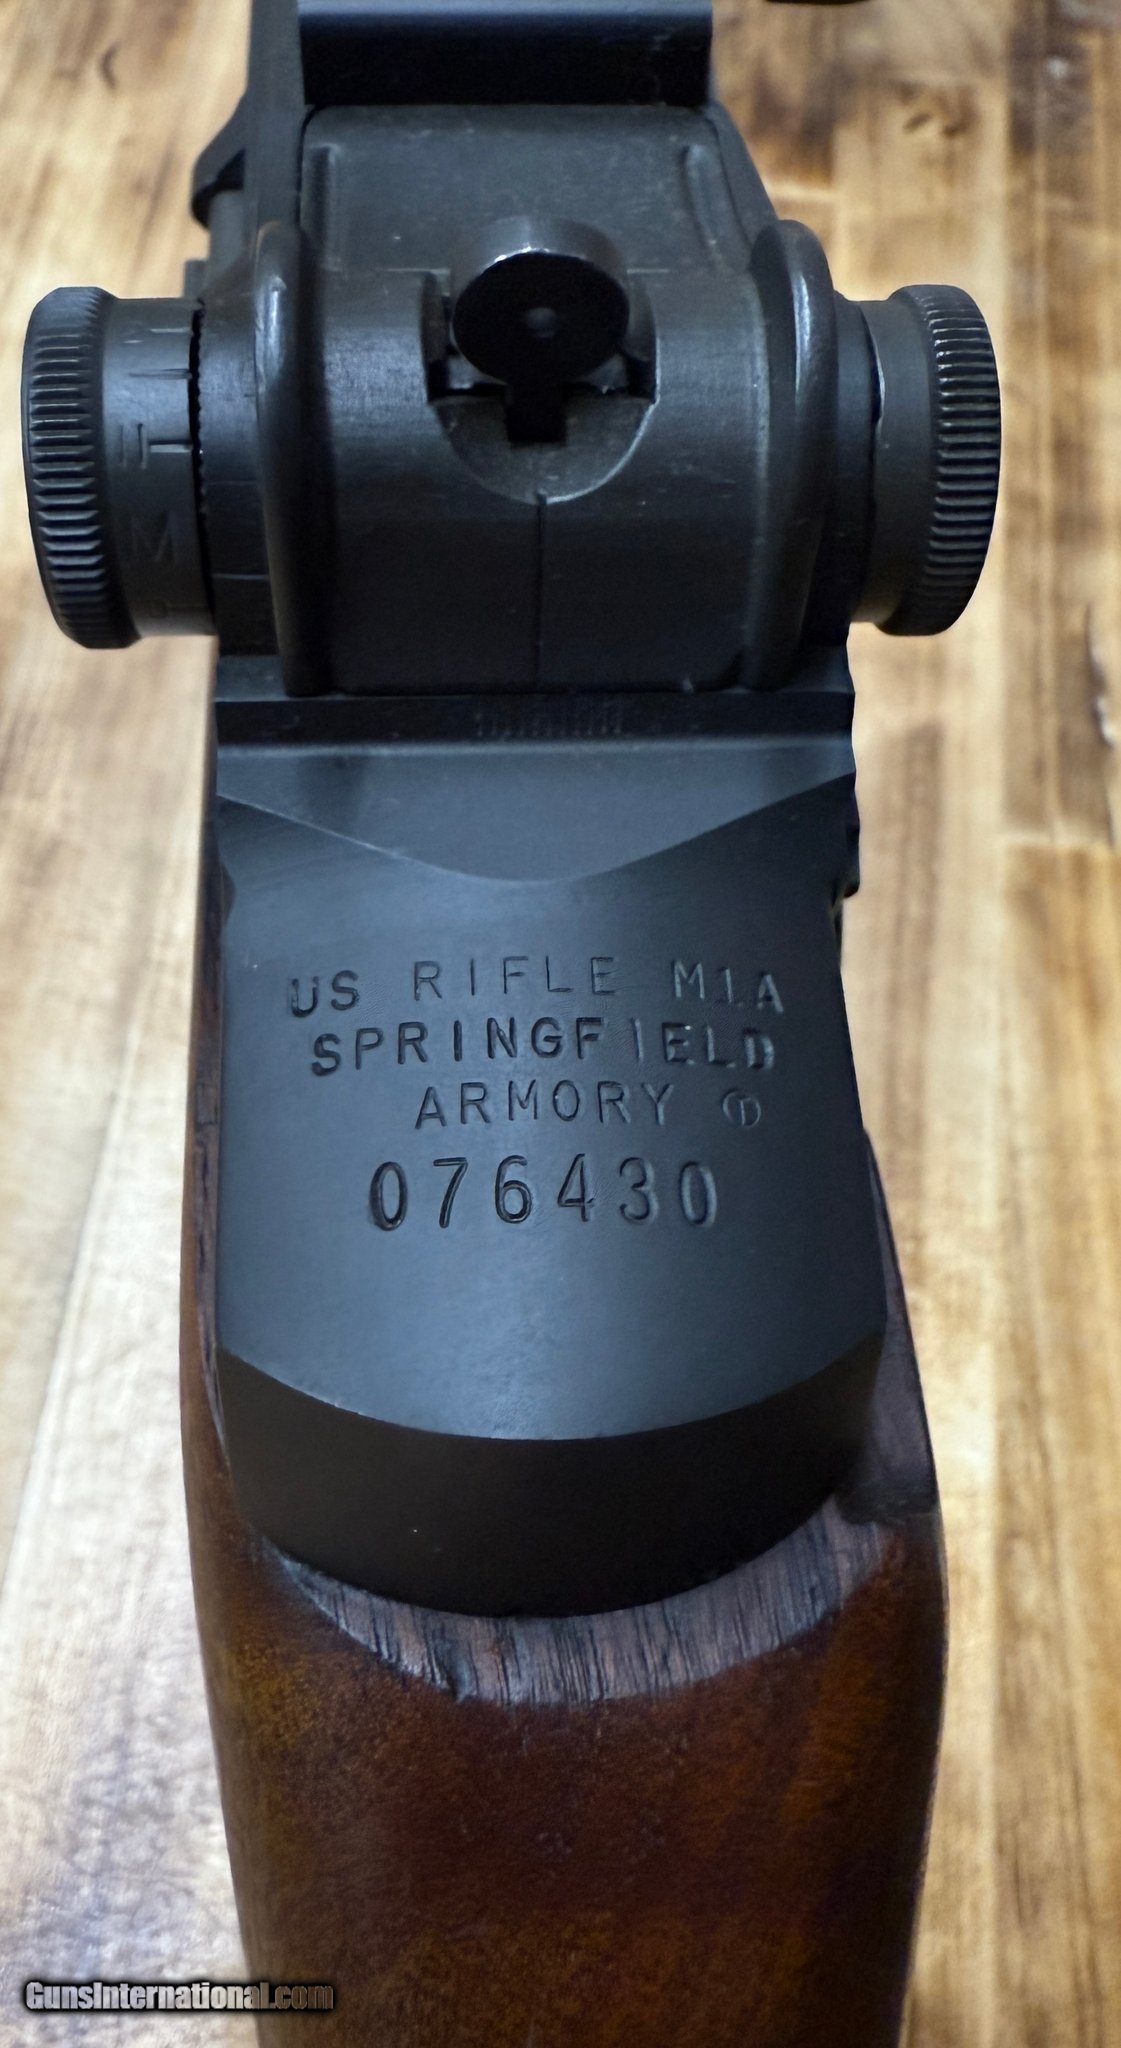 M
US RIFLE M1A
SPRINGFIELD
ARMORY ®
076430
GunsInternational.com